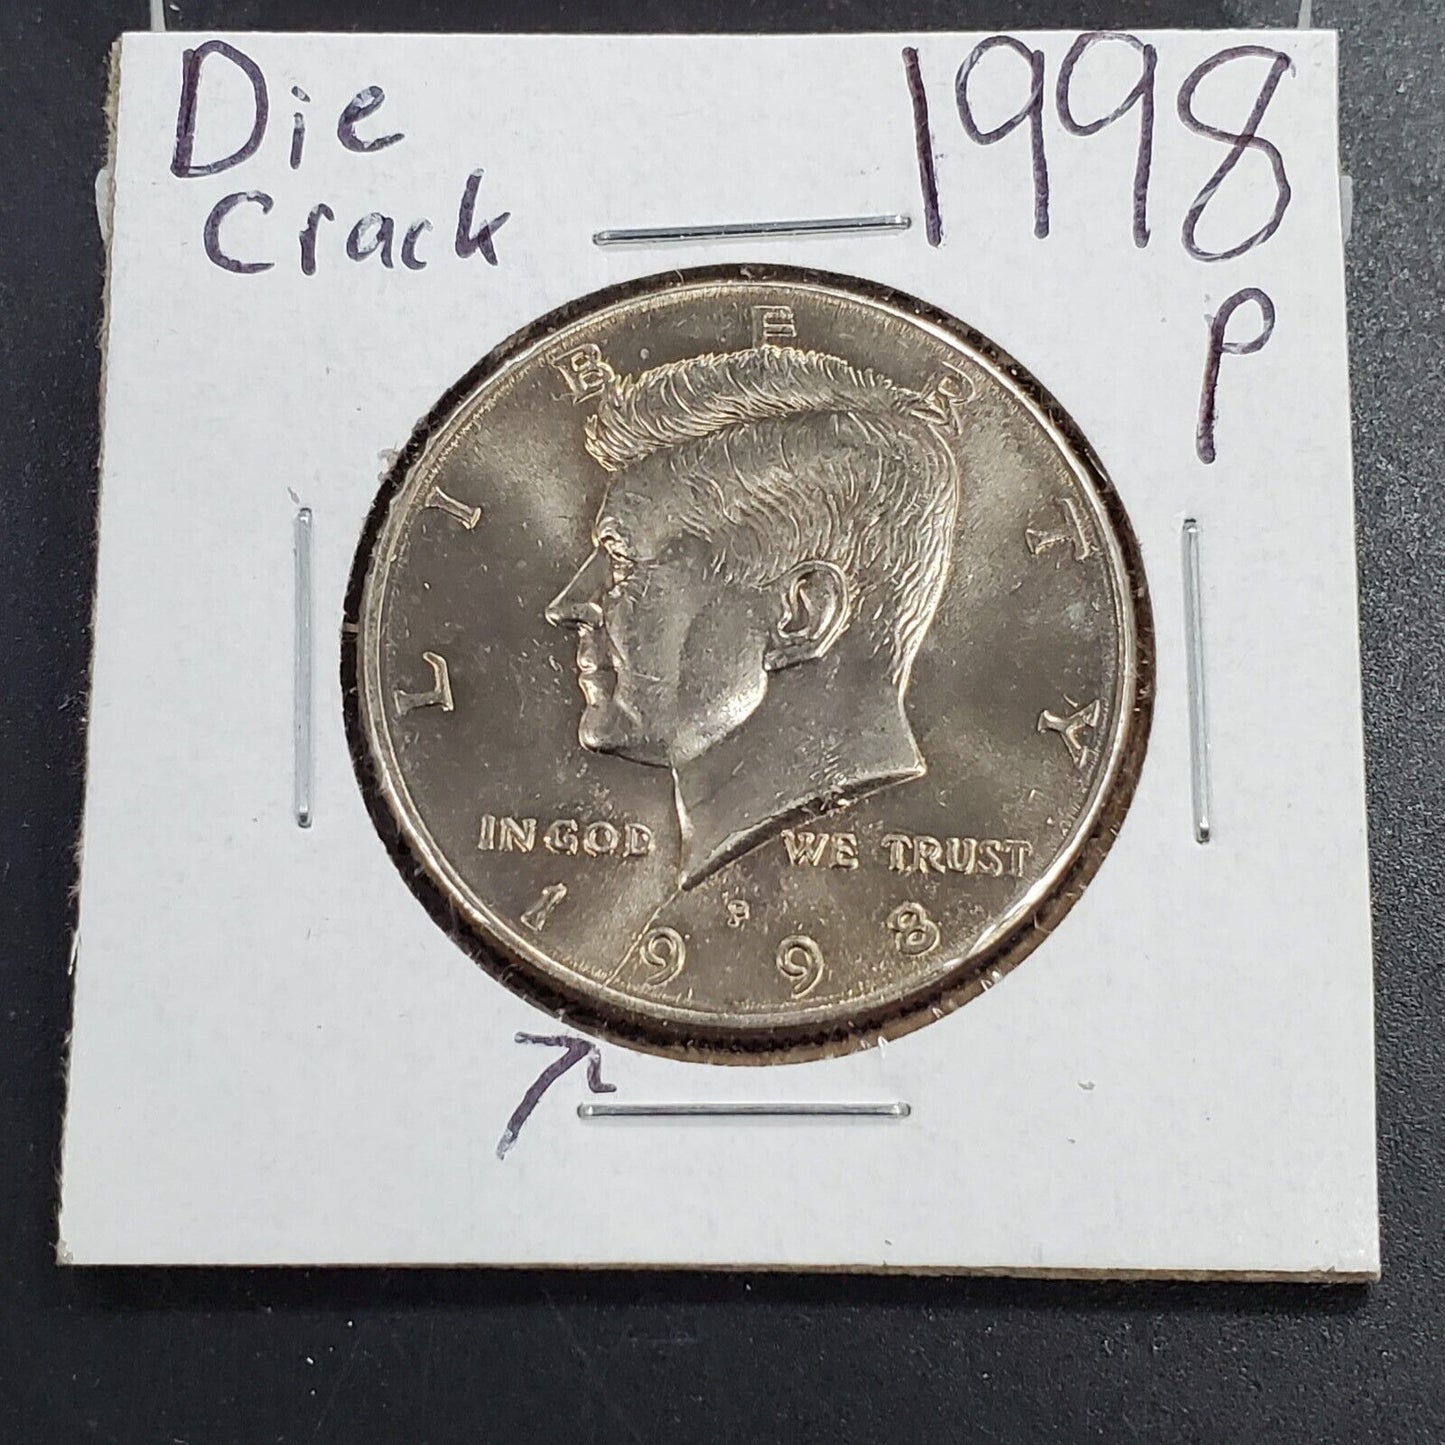 Die
Crack
1998
P
LIBERTY
IN GOD WE TRUST
P
1998